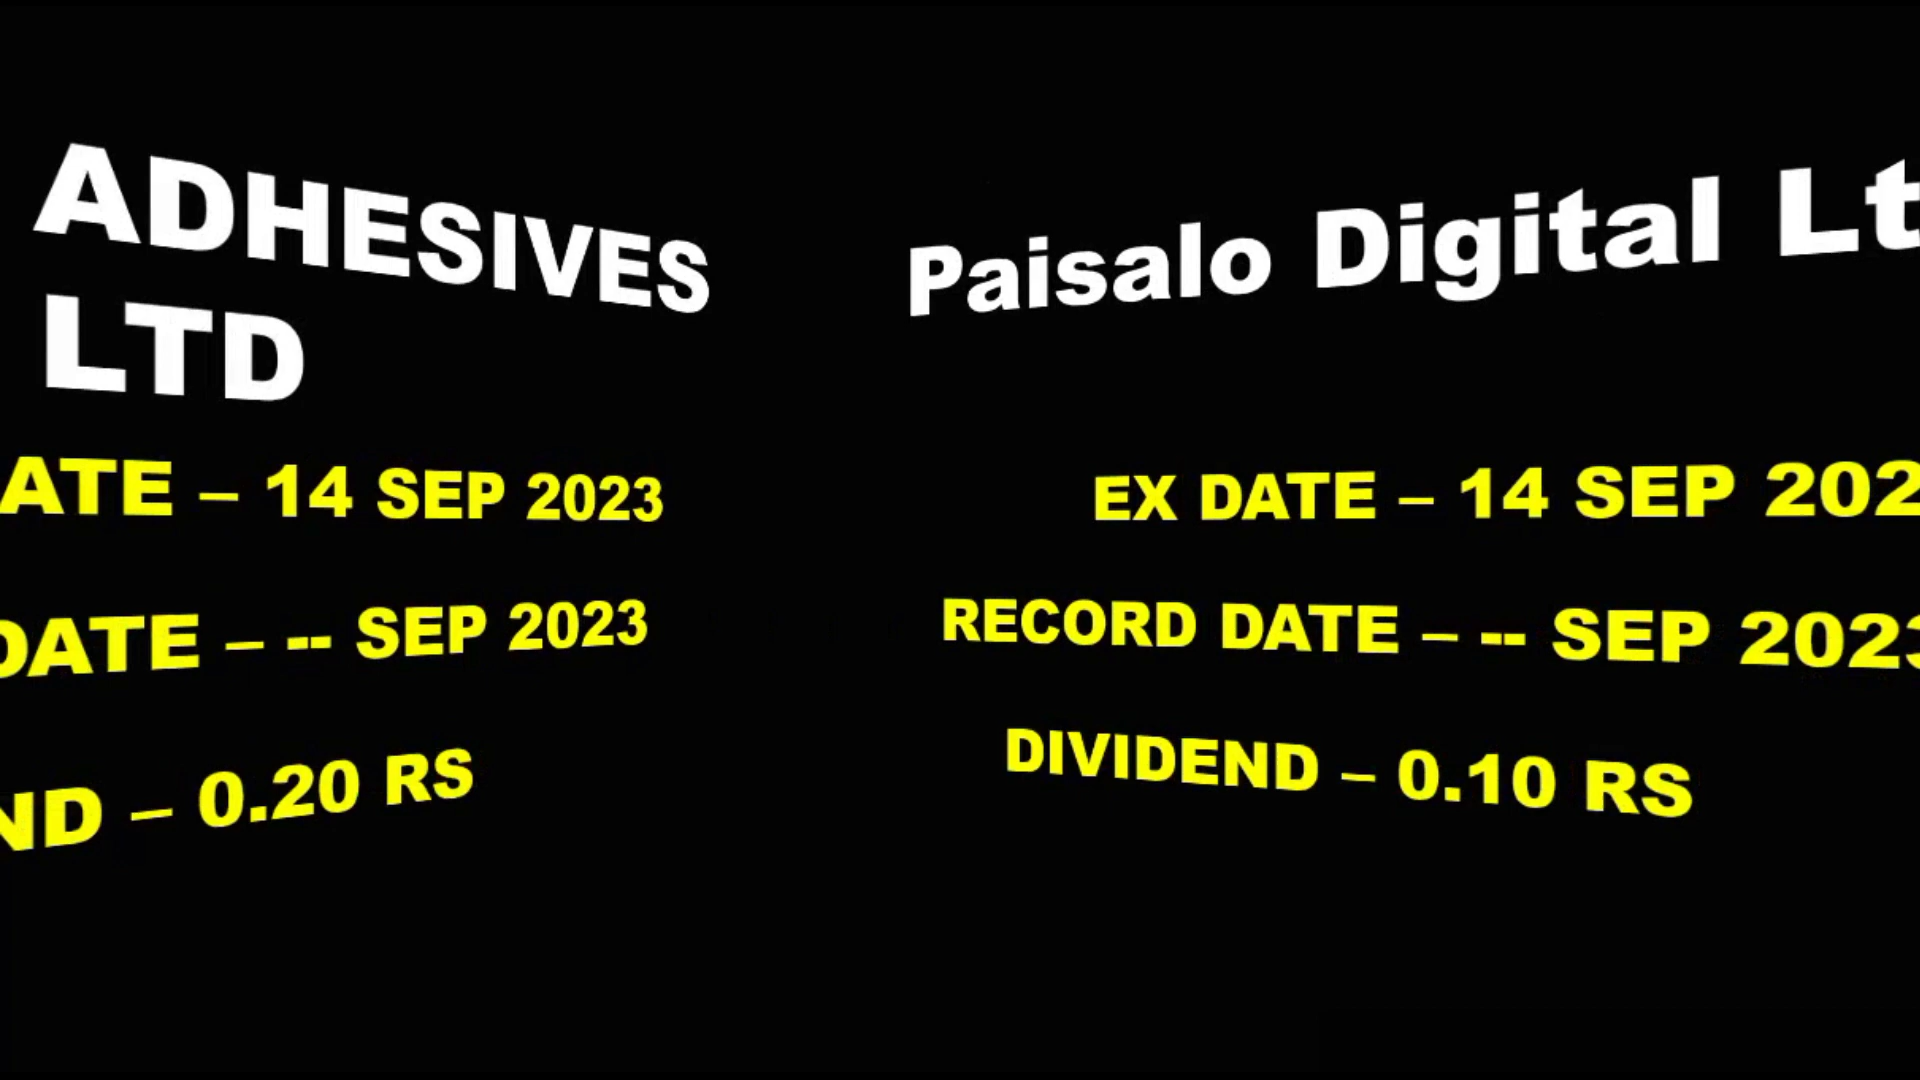 ADHESIVES
LTD
ATE – 14 SEP 2023
DATE – -- SEP 2023
ND – 0.20 RS
Paisalo Digital Lt
EX DATE – 14 SEP 202
RECORD DATE – -- SEP 2023
DIVIDEND – 0.10 RS